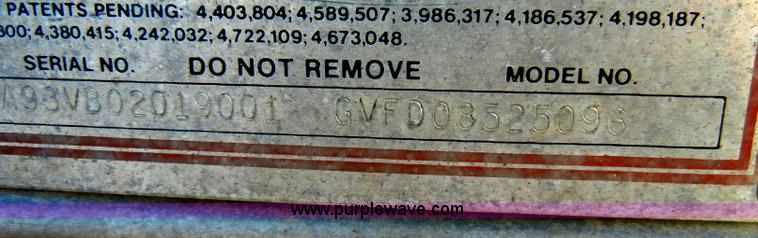 PATENTS PENDING: 4,403,804; 4,589,507; 3,986,317; 4,186,537; 4,198,187;
300; 4,380,415; 4,242,032; 4,722,109; 4,673,048.
SERIAL NO. DO NOT REMOVE MODEL NO.
A93VB02019001 GVFD08525096
www.purplewave.com